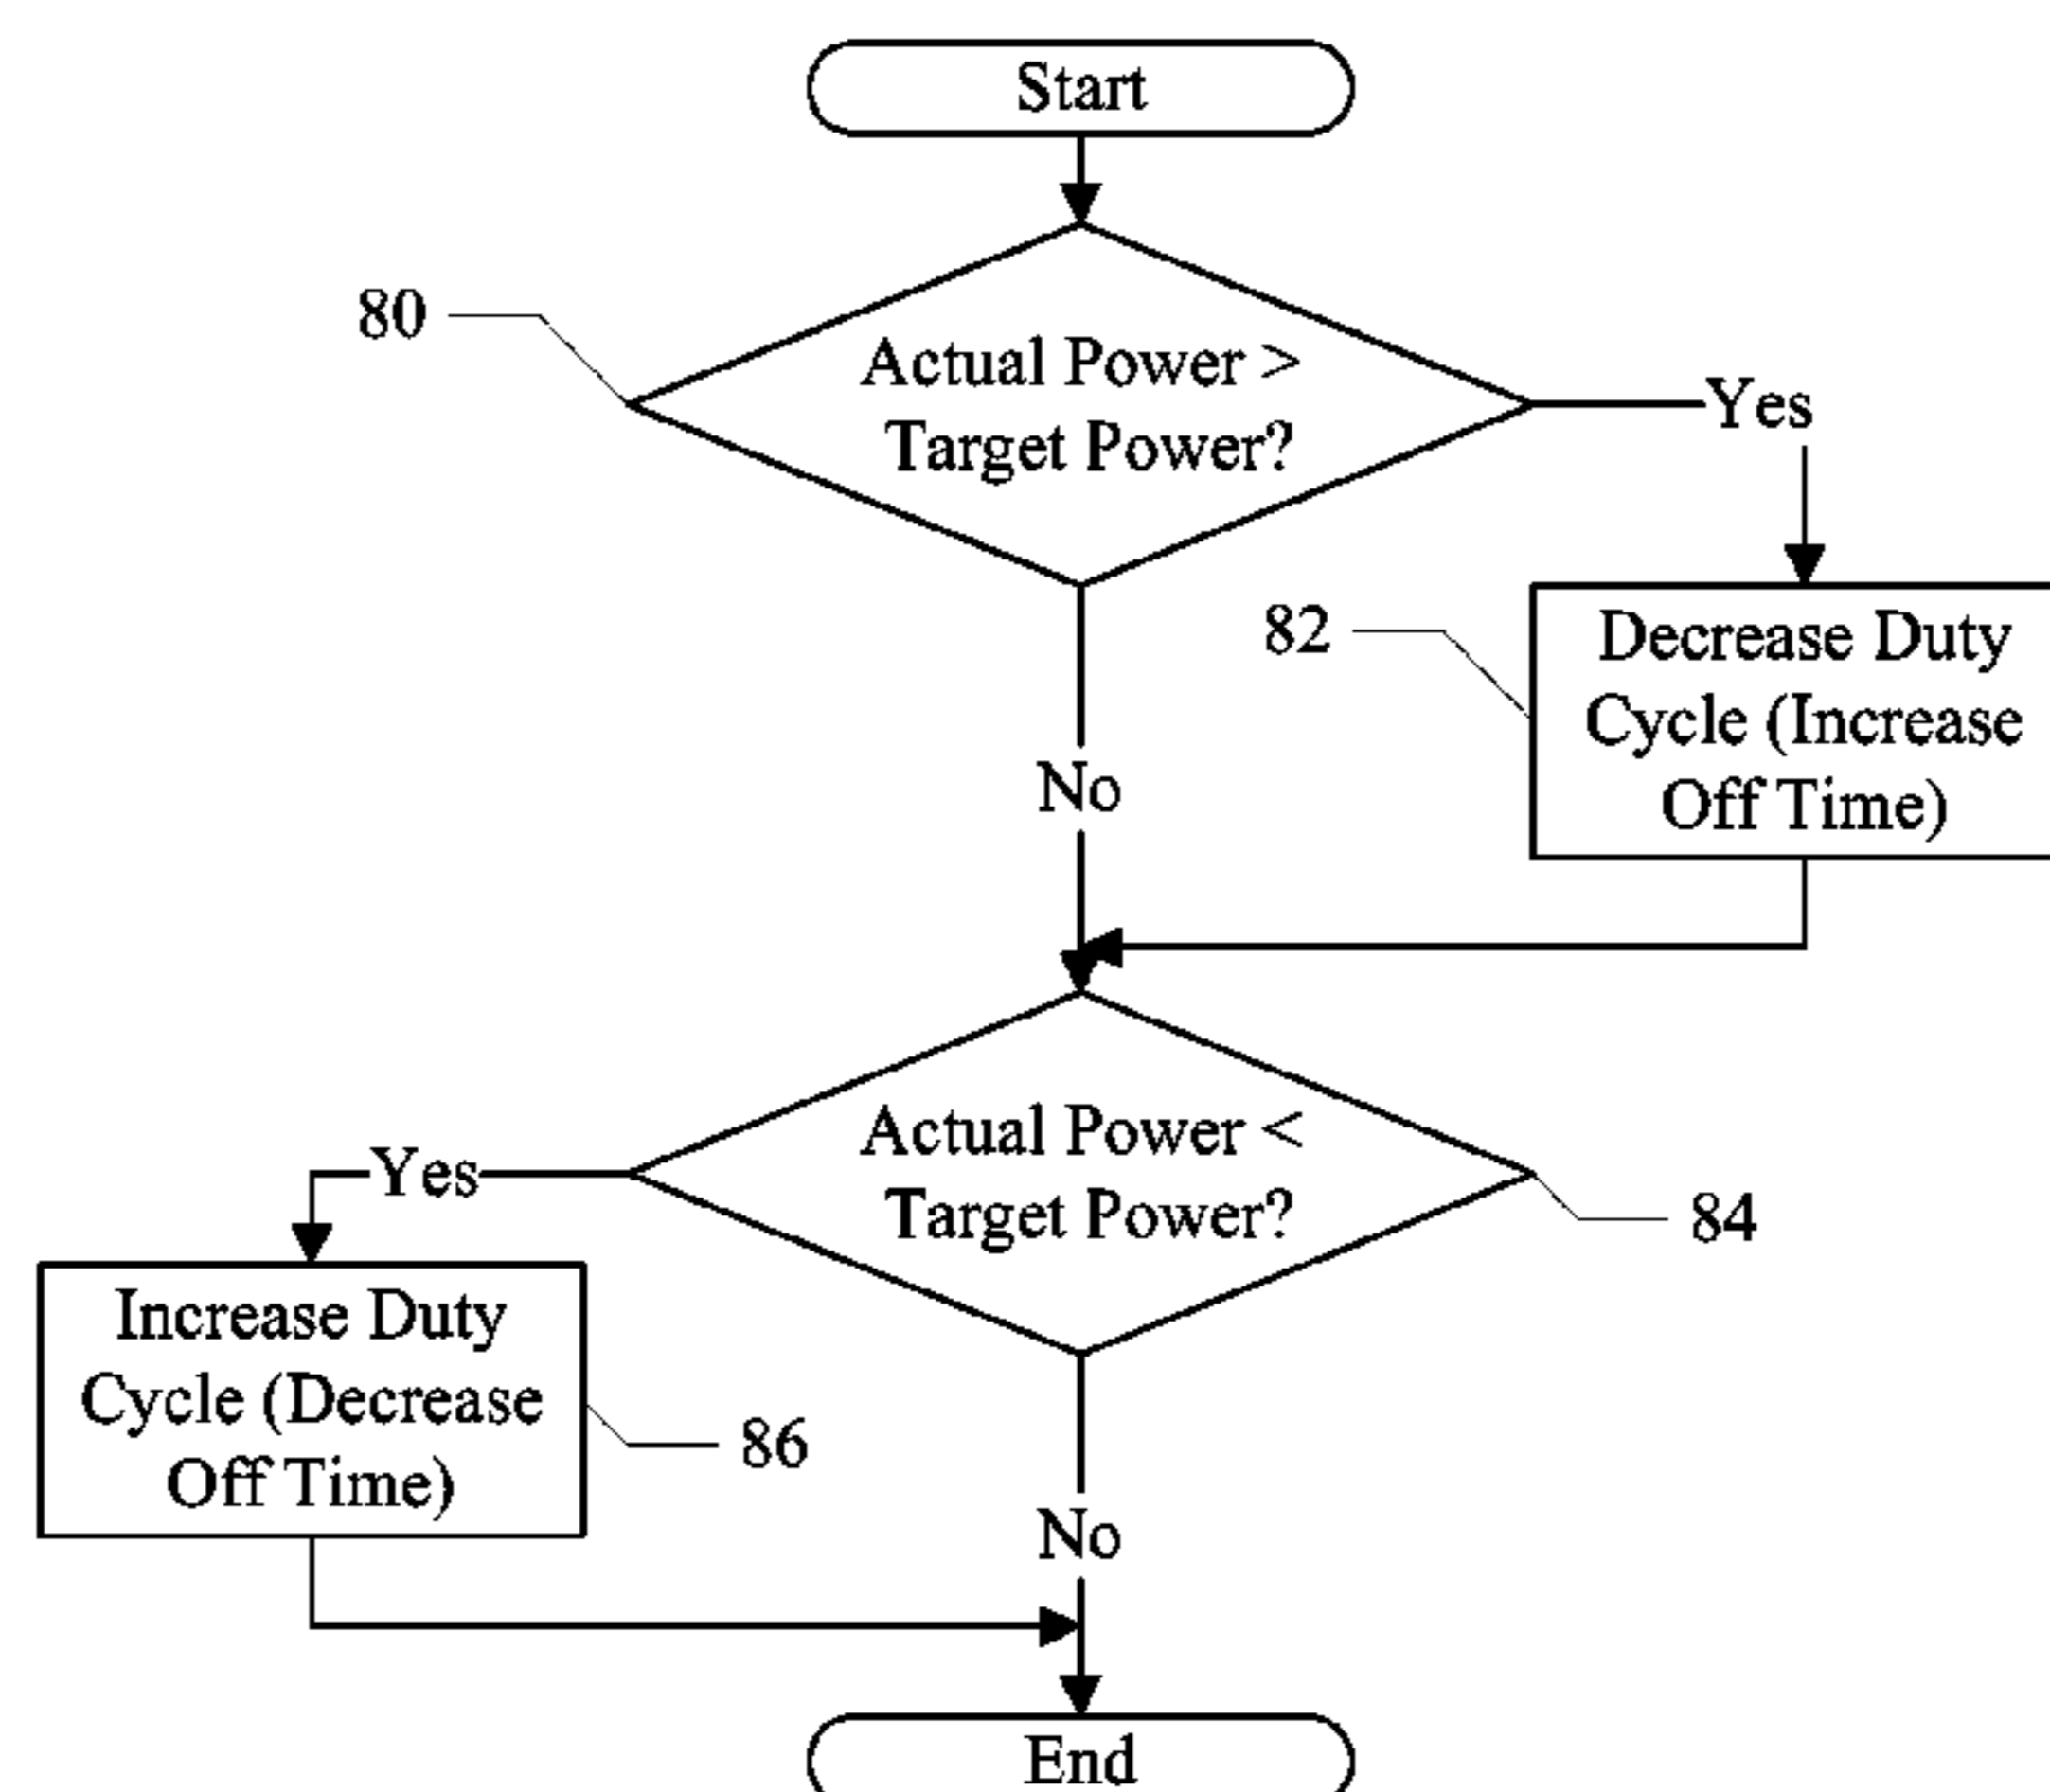 Start
80
Actual Power >
Target Power?
Yes
82
Decrease Duty
Cycle (Increase
Off Time)
No
Actual Power <
Target Power?
Yes
84
Increase Duty
Cycle (Decrease
Off Time)
86
No
End